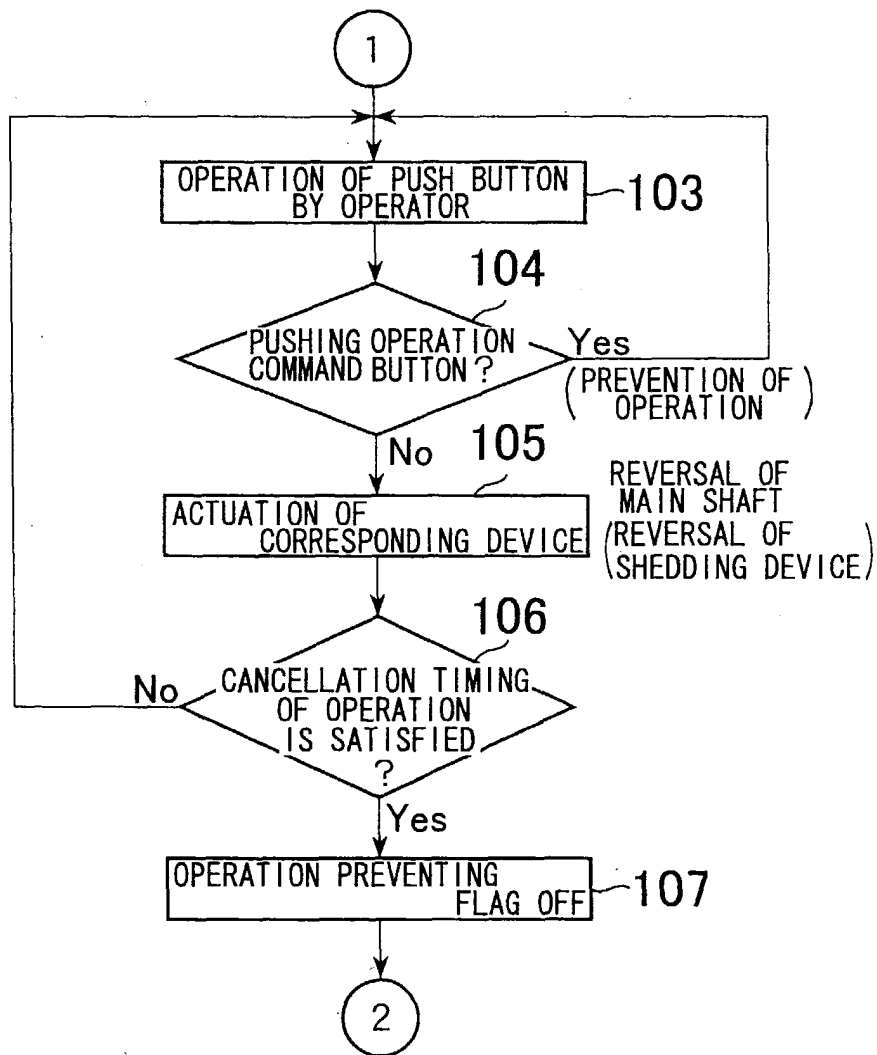 1
OPERATION OF PUSH BUTTON
BY OPERATOR
103
104
PUSHING OPERATION
COMMAND BUTTON?
Yes
(PREVENTION OF
OPERATION)
No
105
ACTUATION OF
CORRESPONDING DEVICE
REVERSAL OF
MAIN SHAFT
(REVERSAL OF
SHEDDING DEVICE)
106
No
CANCELLATION TIMING
OF OPERATION
IS SATISFIED
?
Yes
OPERATION PREVENTING
FLAG OFF
107
2